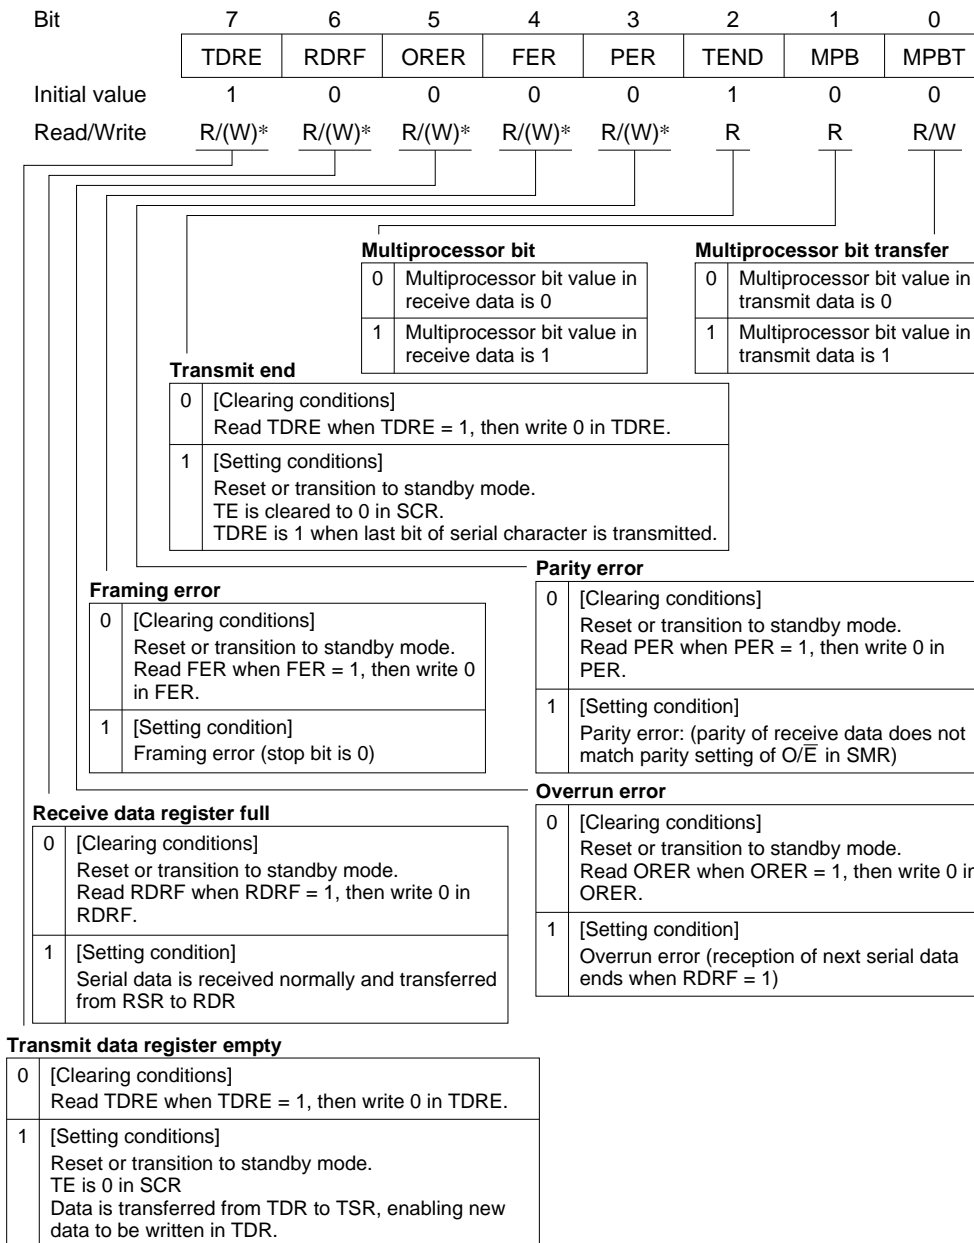 Bit 7 6 5 4 3 2 1 0
TDRE RDRF ORER FER PER TEND MPB MPBT
Initial value 1 0 0 0 0 1 0 0
Read/Write R/(W)* R/(W)* R/(W)* R/(W)* R/(W)* R R R/W
Multiprocessor bit
0 Multiprocessor bit value in
receive data is 0
1 Multiprocessor bit value in
receive data is 1
Multiprocessor bit transfer
0 Multiprocessor bit value in
transmit data is 0
1 Multiprocessor bit value in
transmit data is 1
Transmit end
0 [Clearing conditions]
Read TDRE when TDRE = 1, then write 0 in TDRE.
1 [Setting conditions]
Reset or transition to standby mode.
TE is cleared to 0 in SCR.
TDRE is 1 when last bit of serial character is transmitted.
Framing error
0 [Clearing conditions]
Reset or transition to standby mode.
Read FER when FER = 1, then write 0
in FER.
1 [Setting condition]
Framing error (stop bit is 0)
Parity error
0 [Clearing conditions]
Reset or transition to standby mode.
Read PER when PER = 1, then write 0 in
PER.
1 [Setting condition]
Parity error: (parity of receive data does not
match parity setting of O/E̅ in SMR)
Receive data register full
0 [Clearing conditions]
Reset or transition to standby mode.
Read RDRF when RDRF = 1, then write 0 in
RDRF.
1 [Setting condition]
Serial data is received normally and transferred
from RSR to RDR
Overrun error
0 [Clearing conditions]
Reset or transition to standby mode.
Read ORER when ORER = 1, then write 0 in
ORER.
1 [Setting condition]
Overrun error (reception of next serial data
ends when RDRF = 1)
Transmit data register empty
0 [Clearing conditions]
Read TDRE when TDRE = 1, then write 0 in TDRE.
1 [Setting conditions]
Reset or transition to standby mode.
TE is 0 in SCR
Data is transferred from TDR to TSR, enabling new
data to be written in TDR.